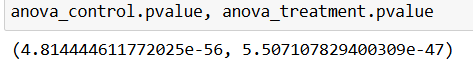 anova_control.pvalue, anova_treatment.pvalue
(4.814444611772025e-56, 5.507107829400309e-47)